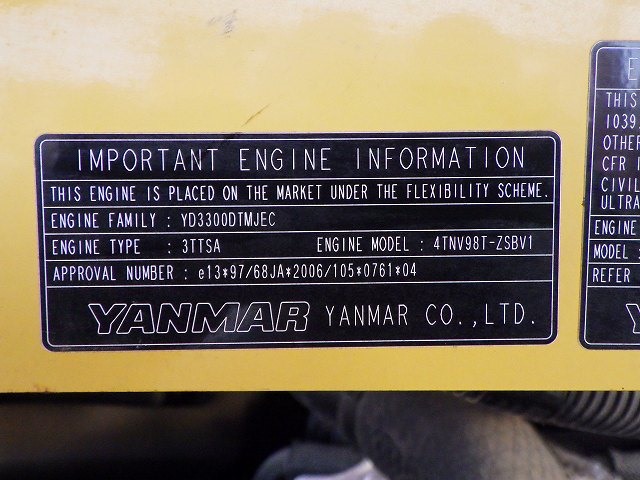 IMPORTANT ENGINE INFORMATION
THIS ENGINE IS PLACED ON THE MARKET UNDER THE FLEXIBILITY SCHEME.
ENGINE FAMILY : YD3300DTMJEC
ENGINE TYPE : 3TTSA ENGINE MODEL : 4TNV98T-ZSBV1
APPROVAL NUMBER : e13*97/68JA*2006/105*0761*04
YANMAR YANMAR CO.,LTD.
E
THIS
1039.
OTHER
CFR
CIVIL
ULTRA
ENGINE
MODEL :
REFER